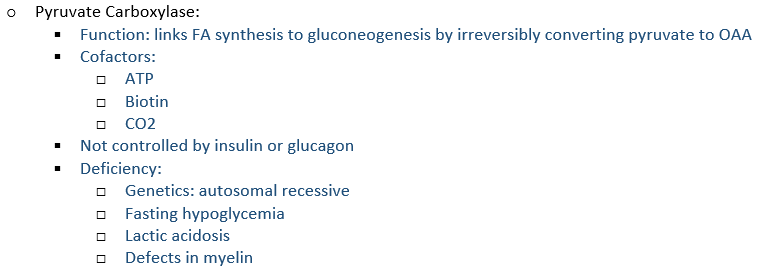 Pyruvate Carboxylase:
Function: links FA synthesis to gluconeogenesis by irreversibly converting pyruvate to OAA
Cofactors:
ATP
Biotin
CO2
Not controlled by insulin or glucagon
Deficiency:
Genetics: autosomal recessive
Fasting hypoglycemia
Lactic acidosis
Defects in myelin